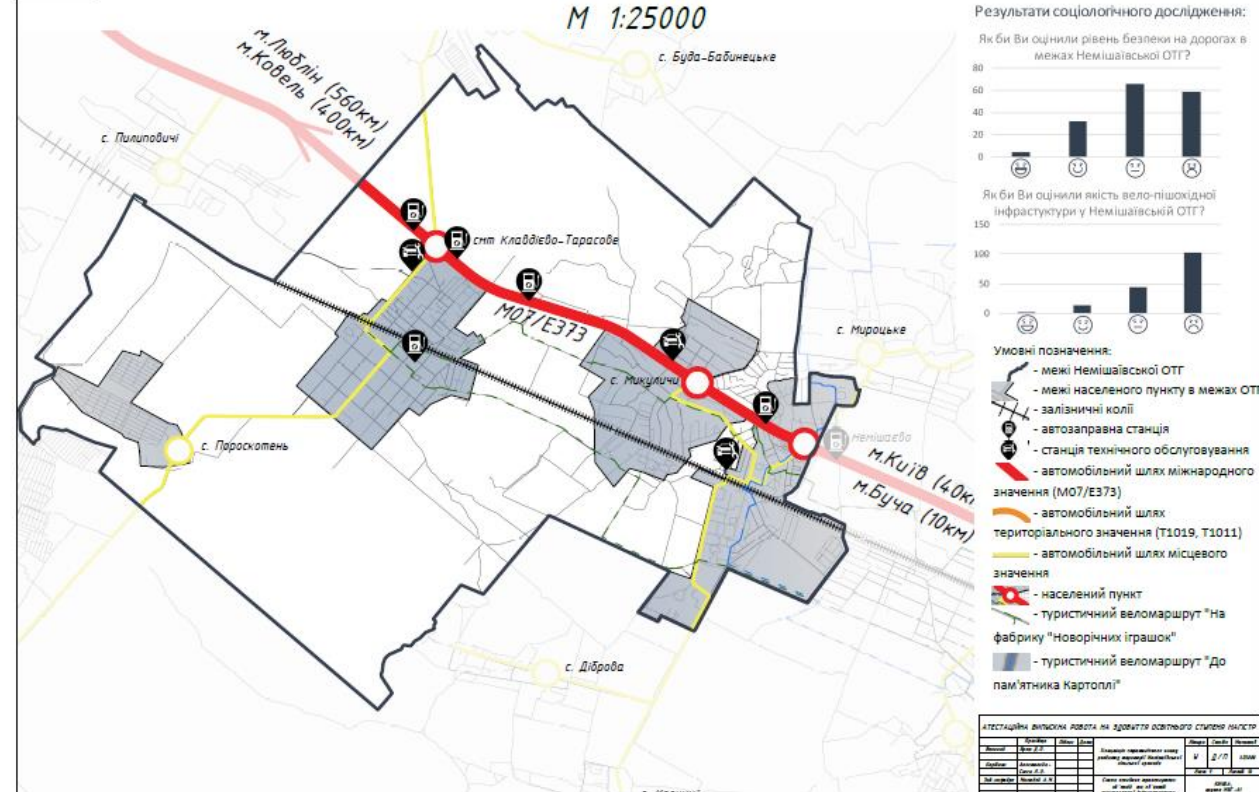 М 1:25000
м.Люблін (560км)
м.Ковель (400км)
с. Буда-Бабинецьке
с. Пилиповичі
смт Клавдієво-Тарасове
М07/Е373
с. Мироцьке
с. Микуличи
Немішаєво
с. Пороскотень
м.Київ (40к
м.Буча (10км)
с. Діброва
Результати соціологічного дослідження:
Як би Ви оцінили рівень безпеки на дорогах в
межах Немішаївської ОТГ?
80
60
40
20
0
Як би Ви оцінили якість вело-пішохідної
інфрастуктури у Немішаївській ОТГ?
150
100
50
0
Умовні позначення:
- межі Немішаївської ОТГ
- межі населеного пункту в межах ОТГ
- залізничні колії
- автозаправна станція
- станція технічного обслуговування
- автомобільний шлях міжнародного
значення (М07/Е373)
- автомобільний шлях
територіального значення (Т1019, Т1011)
- автомобільний шлях місцевого
значення
- населений пункт
- туристичний веломаршрут "На
фабрику "Новорічних іграшок"
- туристичний веломаршрут "До
пам'ятника Картоплі"
АТЕСТАЦІЙНА ВИПУСКНА РОБОТА НА ЗДОБУТТЯ ОСВІТНЬОГО СТУПЕНЯ МАГІСТР